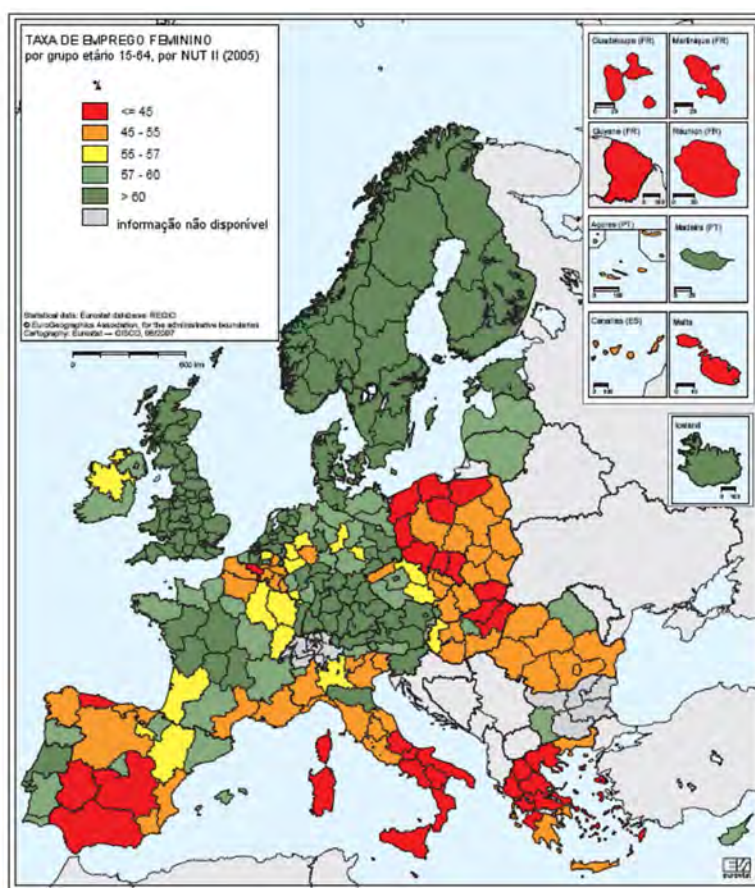 TAXA DE EMPREGO FEMININO
por grupo etário 15-64, por NUT II (2005)
%
<= 45
45 - 55
55 - 57
57 - 60
> 60
informação não disponível
Statistical data: Eurostat database: REGIO
© EuroGeographics Association, for the administrative boundaries
Cartography: Eurostat — GISCO, 06/2007
0 600 km
Guadeloupe (FR)
Martinique (FR)
Guyane (FR)
Réunion (FR)
Açores (PT)
Madeira (PT)
Canarias (ES)
Malta
Iceland
eurostat